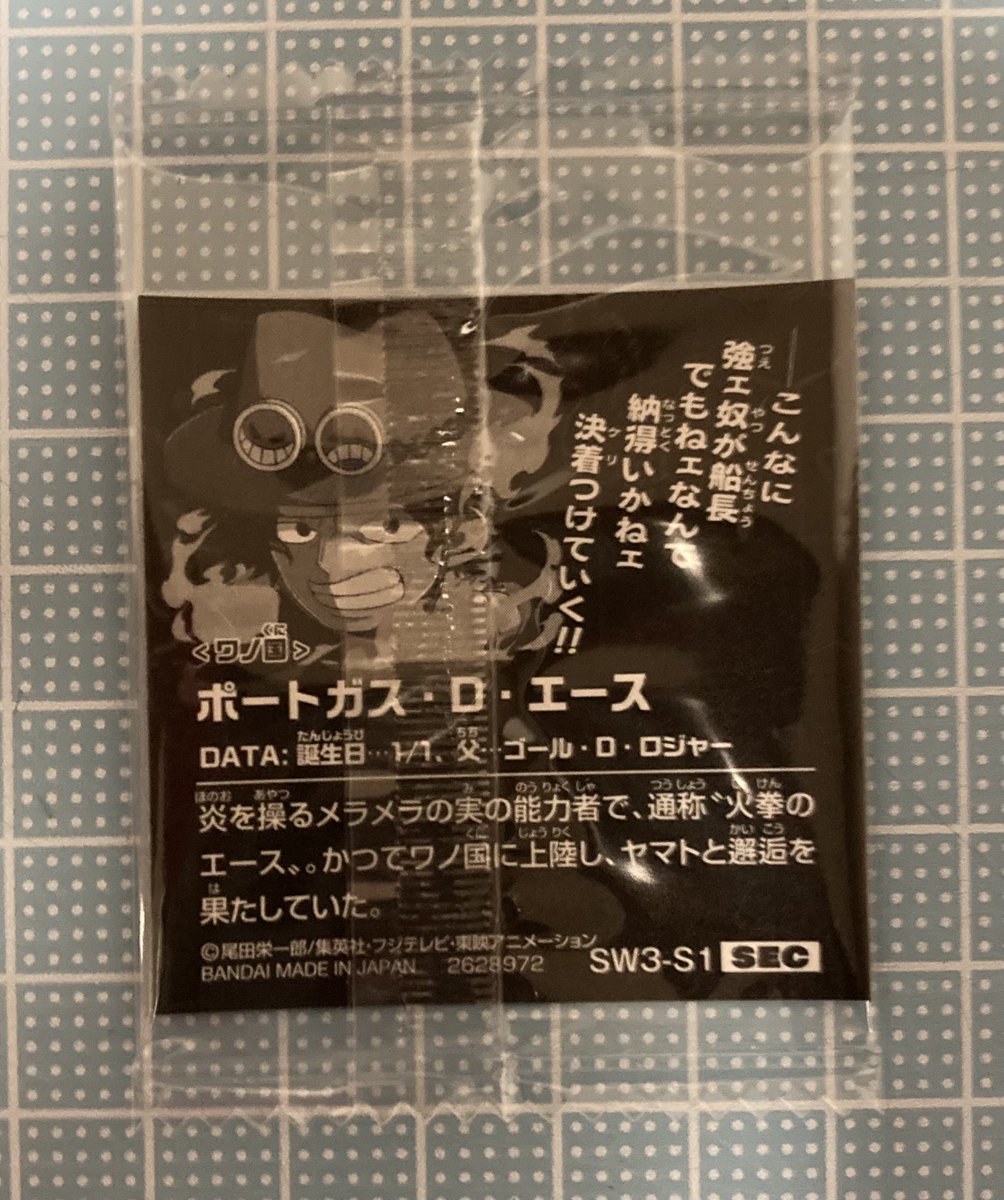 こんなに
強ェ奴が船長
でもねェなんて
納得いかねェ
決着つけていく!!
<ワノ国>
ポートガス・D・エース
DATA: 誕生日…1/1、父…ゴール・D・ロジャー
炎を操るメラメラの実の能力者で、通称〝火拳の
エース〟。かつてワノ国に上陸し、ヤマトと邂逅を
果たしていた。
©尾田栄一郎/集英社・フジテレビ・東映アニメーション
BANDAI MADE IN JAPAN 2628972
SW3-S1 SEC